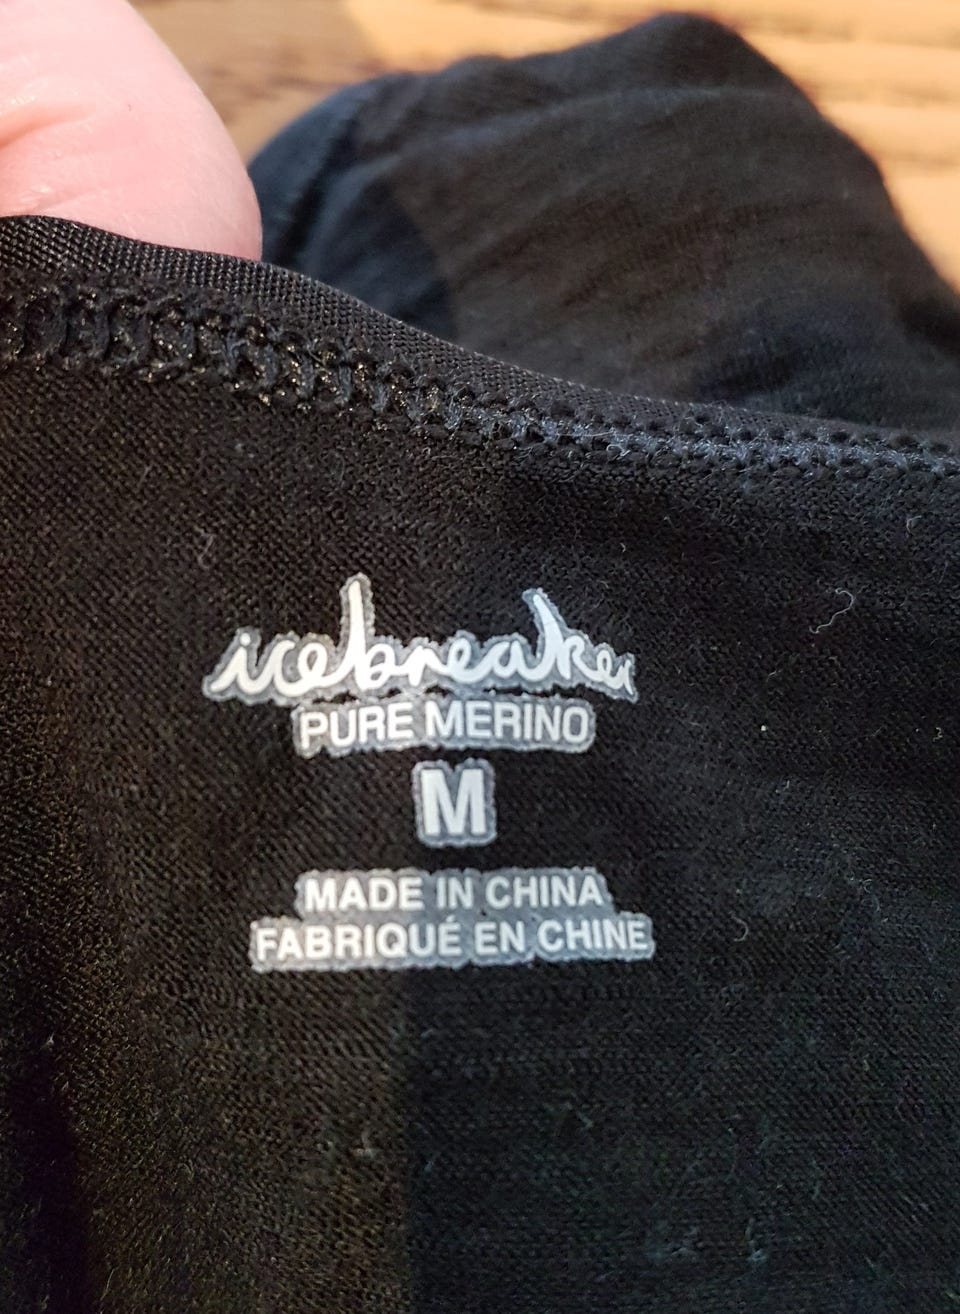 icebreaker
PURE MERINO
M
MADE IN CHINA
FABRIQUÉ EN CHINE